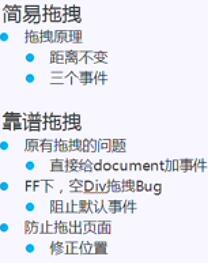 简易拖拽
拖拽原理
距离不变
三个事件
靠谱拖拽
原有拖拽的问题
直接给document加事件
FF下，空Div拖拽Bug
阻止默认事件
防止拖出页面
修正位置